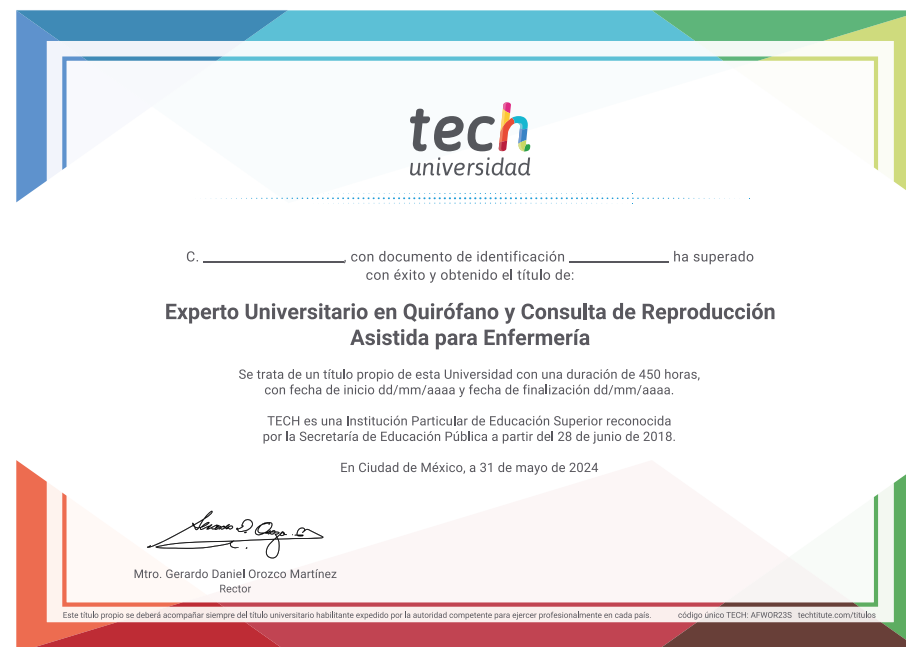 tech
universidad
C. ____________________, con documento de identificación ______________ ha superado
con éxito y obtenido el título de:
Experto Universitario en Quirófano y Consulta de Reproducción
Asistida para Enfermería
Se trata de un título propio de esta Universidad con una duración de 450 horas,
con fecha de inicio dd/mm/aaaa y fecha de finalización dd/mm/aaaa.
TECH es una Institución Particular de Educación Superior reconocida
por la Secretaría de Educación Pública a partir del 28 de junio de 2018.
En Ciudad de México, a 31 de mayo de 2024
Mtro. Gerardo Daniel Orozco Martínez
Rector
Este título propio se deberá acompañar siempre del título universitario habilitante expedido por la autoridad competente para ejercer profesionalmente en cada país. código único TECH: AFWOR23S techtitute.com/titulos